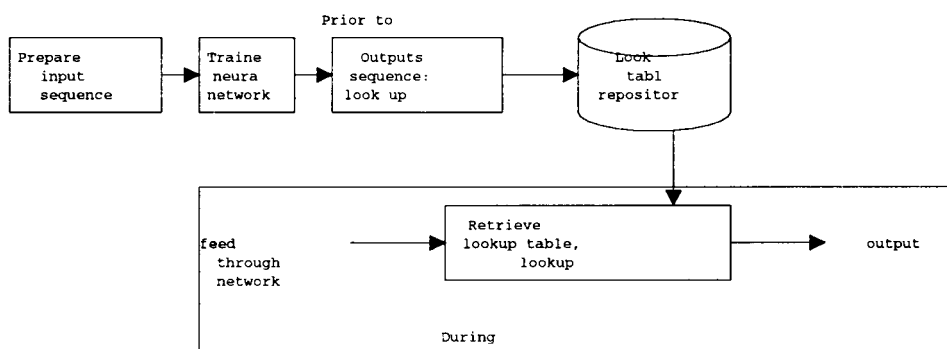 Prior to
Prepare
input
sequence
Traine
neura
network
Outputs
sequence:
look up
Look
tabl
repositor
feed
through
network
Retrieve
lookup table,
lookup
output
During